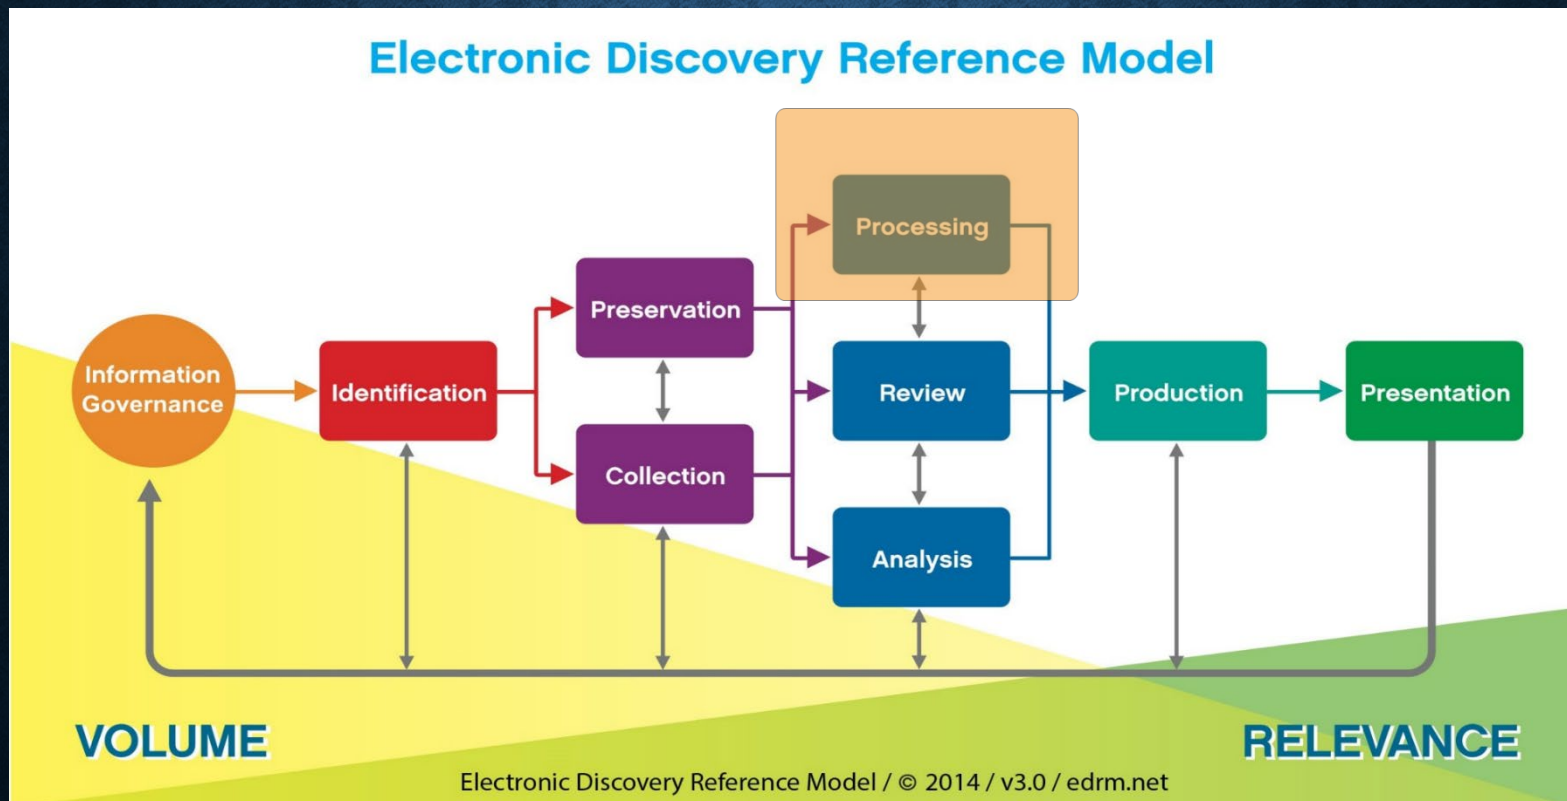 Electronic Discovery Reference Model
Processing
Preservation
Information
Governance
Identification
Review
Production
Presentation
Collection
Analysis
VOLUME
RELEVANCE
Electronic Discovery Reference Model / © 2014 / v3.0 / edrm.net